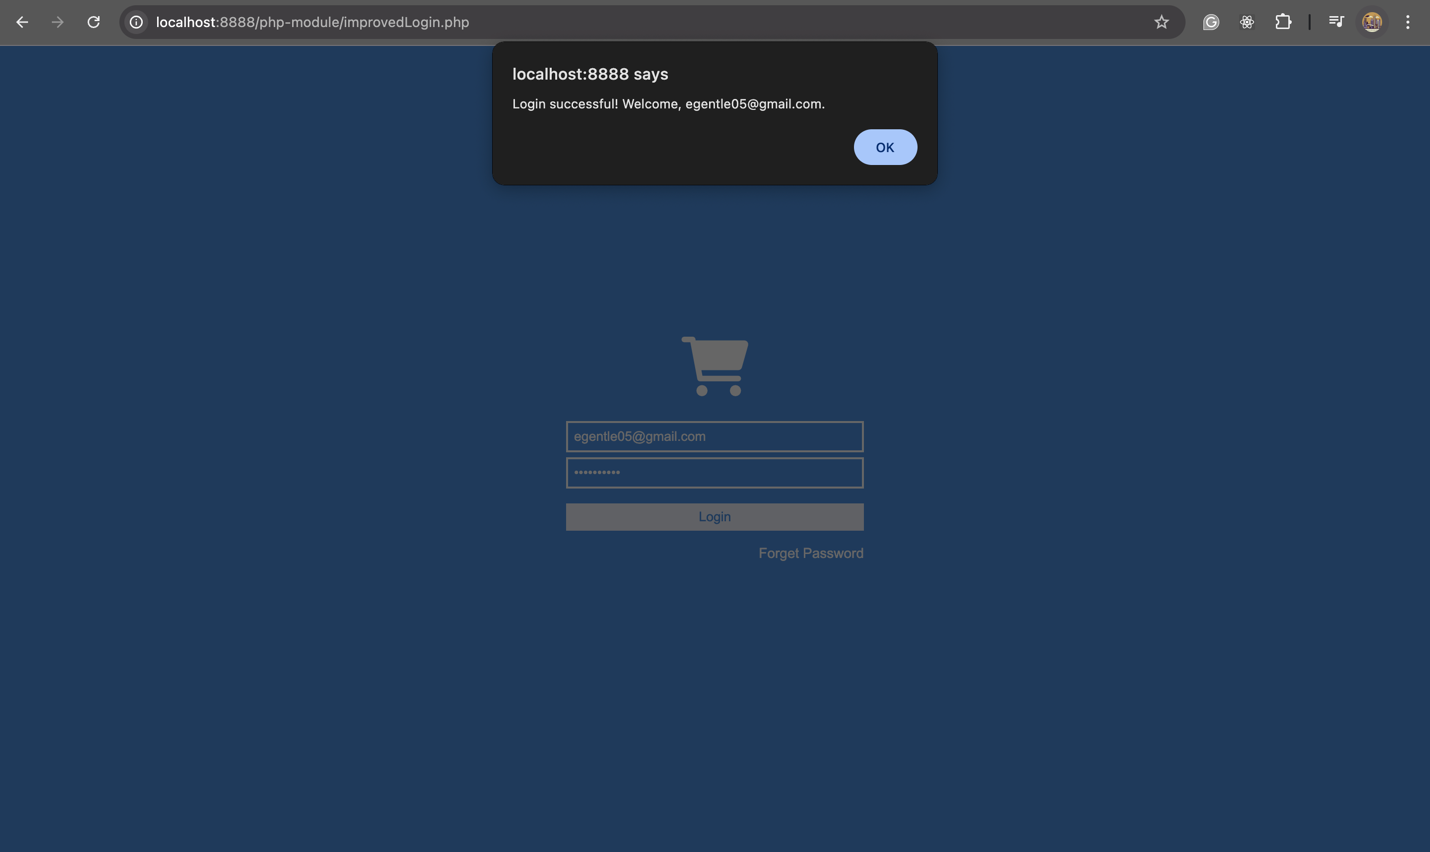 localhost:8888/php-module/improvedLogin.php
localhost:8888 says
Login successful! Welcome, egentle05@gmail.com.
OK
egentle05@gmail.com
••••••••••
Login
Forget Password